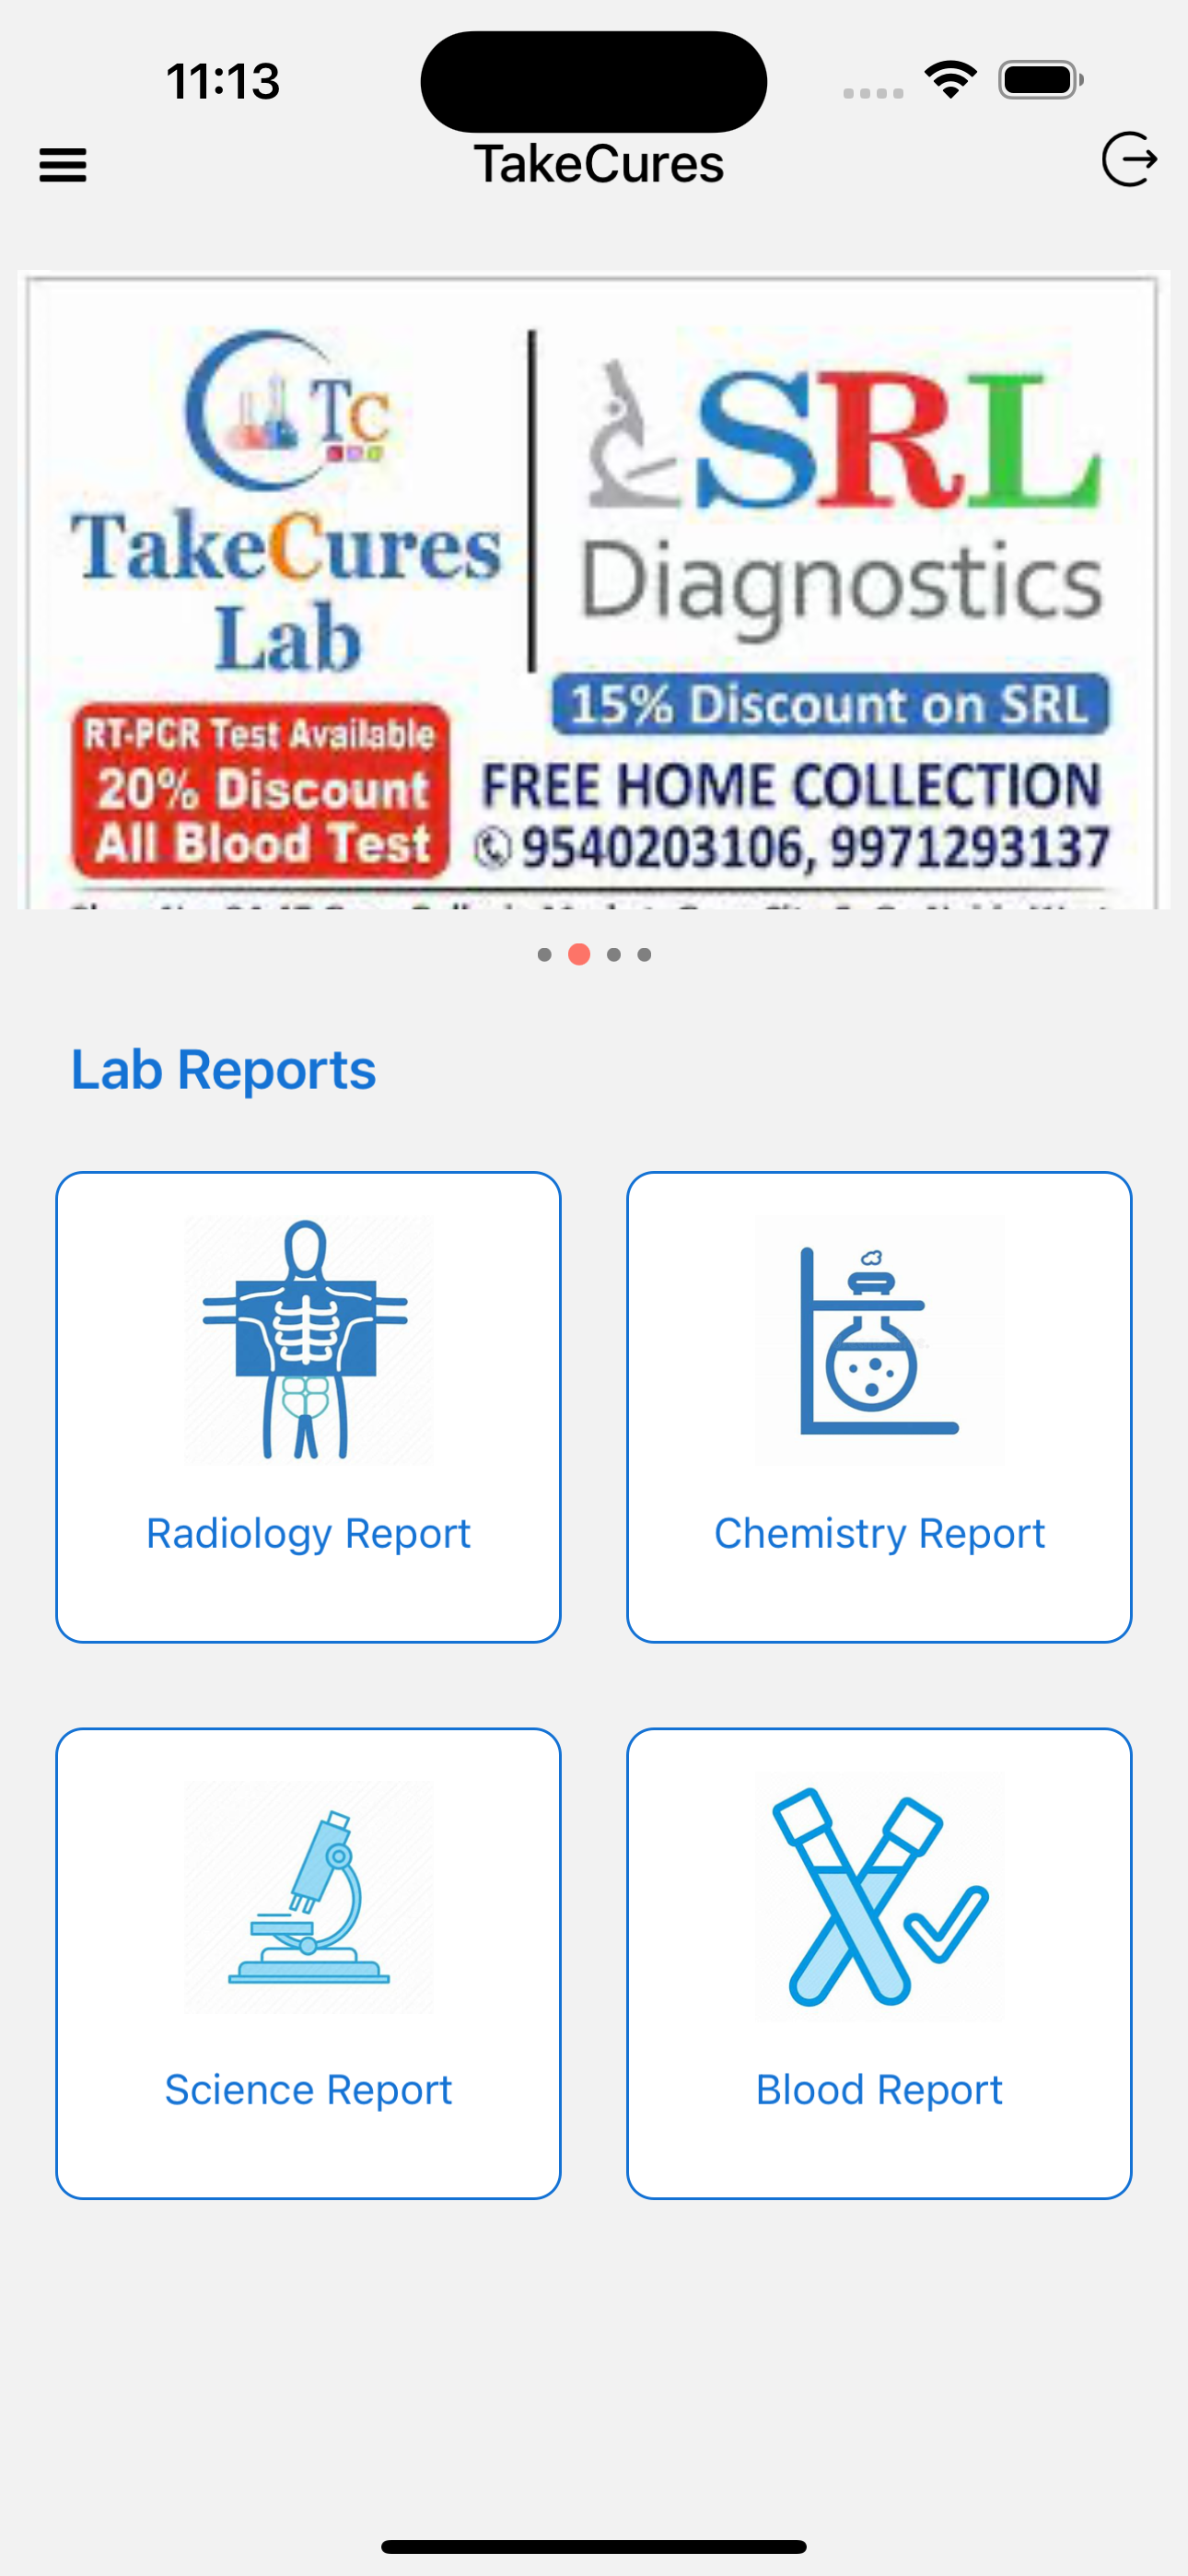 11:13
TakeCures
TC
TakeCures
Lab
SRL
Diagnostics
15% Discount on SRL
RT-PCR Test Available
20% Discount
All Blood Test
FREE HOME COLLECTION
9540203106, 9971293137
Lab Reports
Radiology Report
Chemistry Report
Science Report
Blood Report